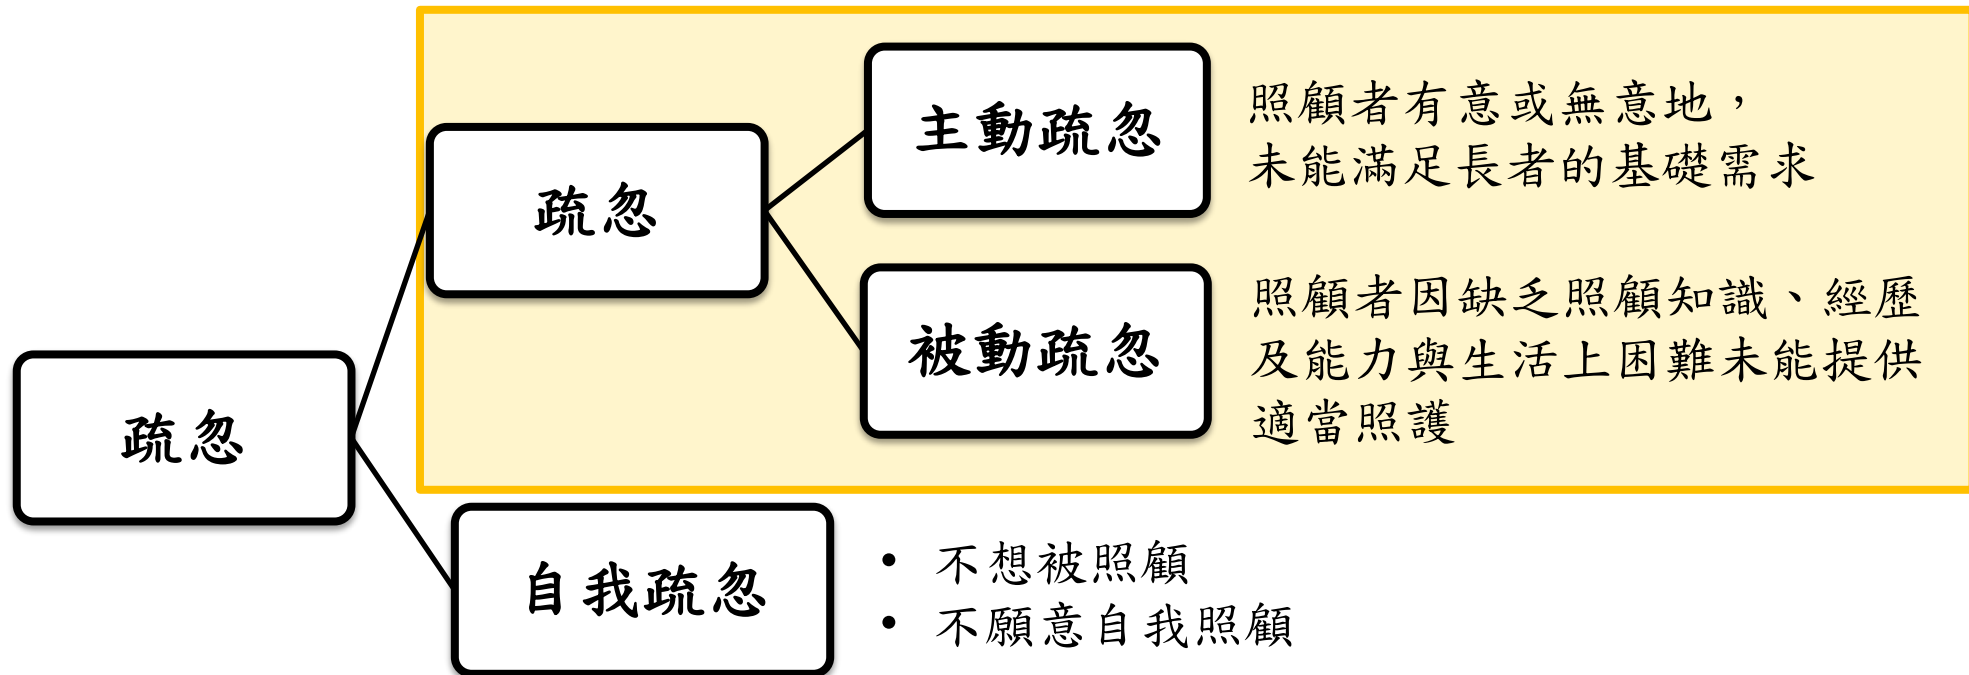 疏忽
疏忽
主動疏忽
照顧者有意或無意地，
未能滿足長者的基礎需求
被動疏忽
照顧者因缺乏照顧知識、經歷
及能力與生活上困難未能提供
適當照護
自我疏忽
• 不想被照顧
• 不願意自我照顧